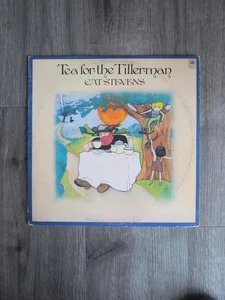 Tea for the Tillerman
CAT STEVENS